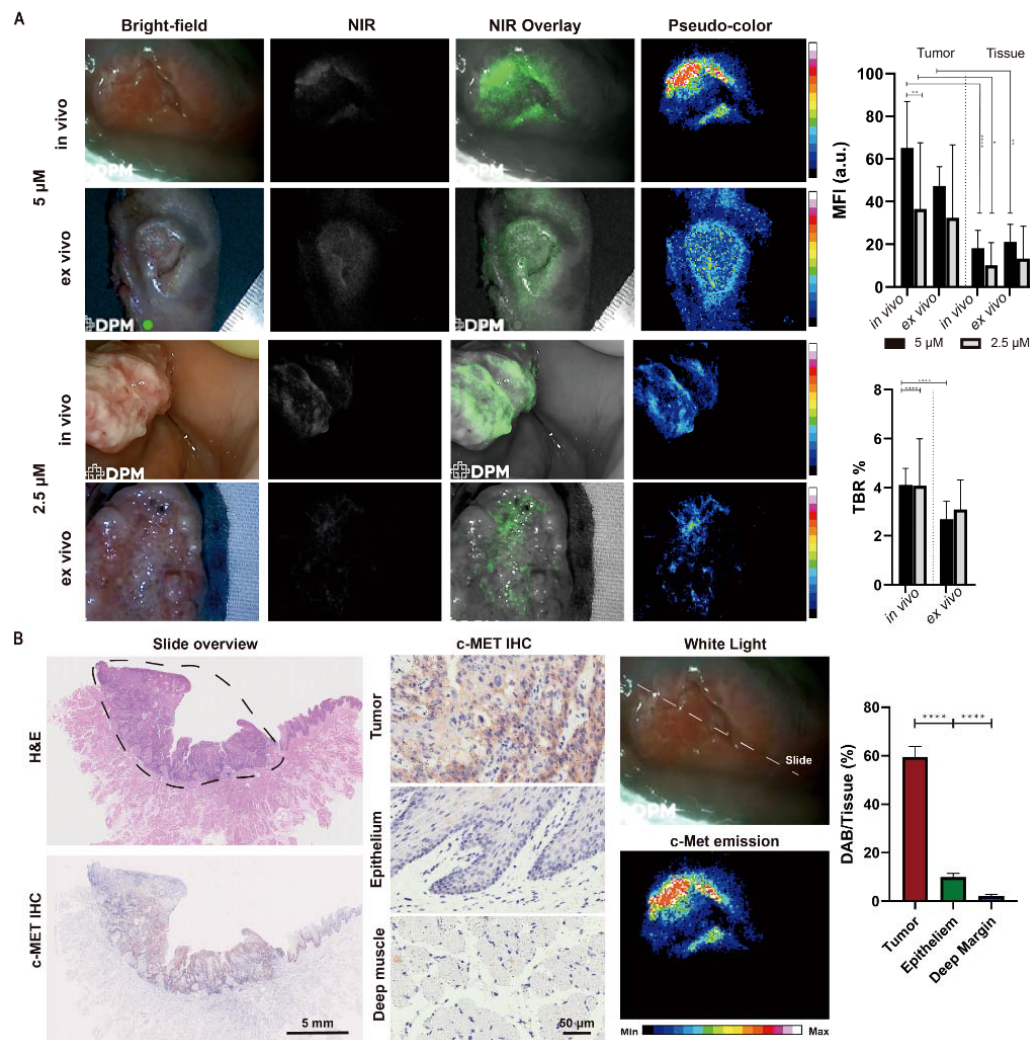 A
Bright-field
NIR
NIR Overlay
Pseudo-color
5 µM
in vivo
DPM
ex vivo
DPM
2.5 µM
in vivo
DPM
ex vivo
Tumor
Tissue
MFI (a.u.)
100
80
60
40
20
0
**
****
*
**
in vivo
ex vivo
in vivo
ex vivo
5 µM
2.5 µM
TBR %
8
6
4
2
0
****
****
in vivo
ex vivo
B
Slide overview
c-MET IHC
White Light
H&E
c-MET IHC
5 mm
Tumor
Epithelium
Deep muscle
50 µm
Slide
DPM
c-Met emission
Min
Max
DAB/Tissue (%)
80
60
40
20
0
****
****
Tumor
Epitheliem
Deep Margin